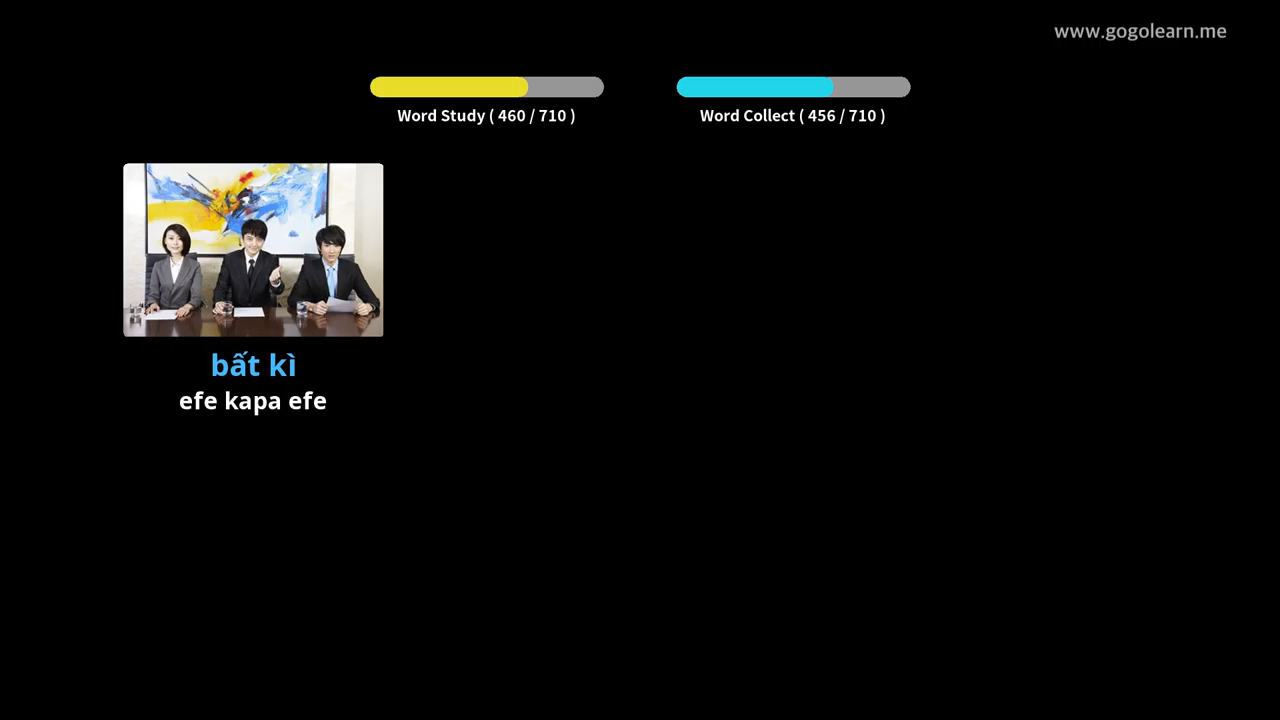 www.gogolearn.me
Word Study ( 460 / 710 )
Word Collect ( 456 / 710 )
bất kì
efe kapa efe